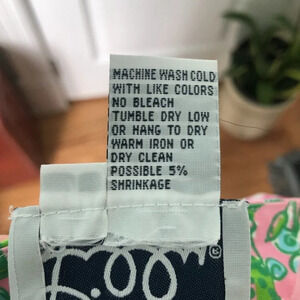 MACHINE WASH COLD
WITH LIKE COLORS
NO BLEACH
TUMBLE DRY LOW
OR HANG TO DRY
WARM IRON OR
DRY CLEAN
POSSIBLE 5%
SHRINKAGE
®